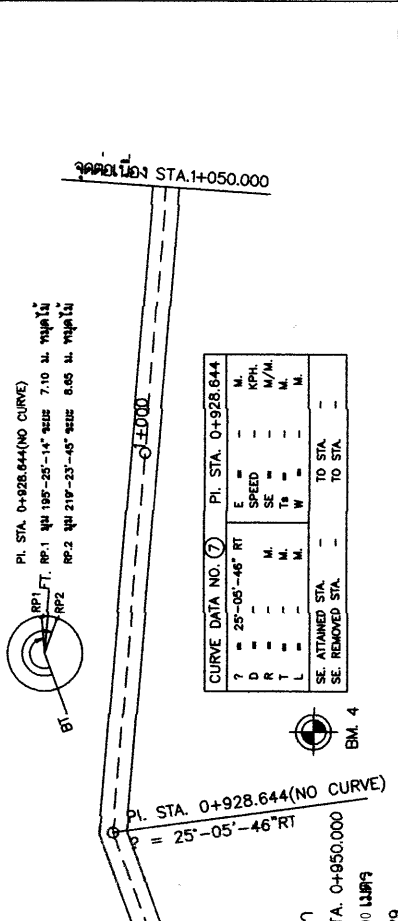 จุดต่อเนื่อง STA.1+050.000
PI. STA. 0+928.644(NO CURVE)
RP.1 มุม 195°-25'-14" ระยะ 7.10 ม. หมุดไม้
RP.2 มุม 219°-23'-45" ระยะ 8.65 ม. หมุดไม้
FT.
RP1
RP2
BT.
1+000
CURVE DATA NO. 7 PI. STA. 0+928.644
? = 25°-05'-46" RT E = - M.
D = - SPEED - KPH.
R = - M. SE = - M/M.
T = - M. Ts = - M.
L = - M. W = - M.
SE. ATTAINED STA. - TO STA. -
SE. REMOVED STA. - TO STA. -
BM. 4
PI. STA. 0+928.644(NO CURVE)
? = 25°-05'-46"RT
TA. 0+950.000
เมตร